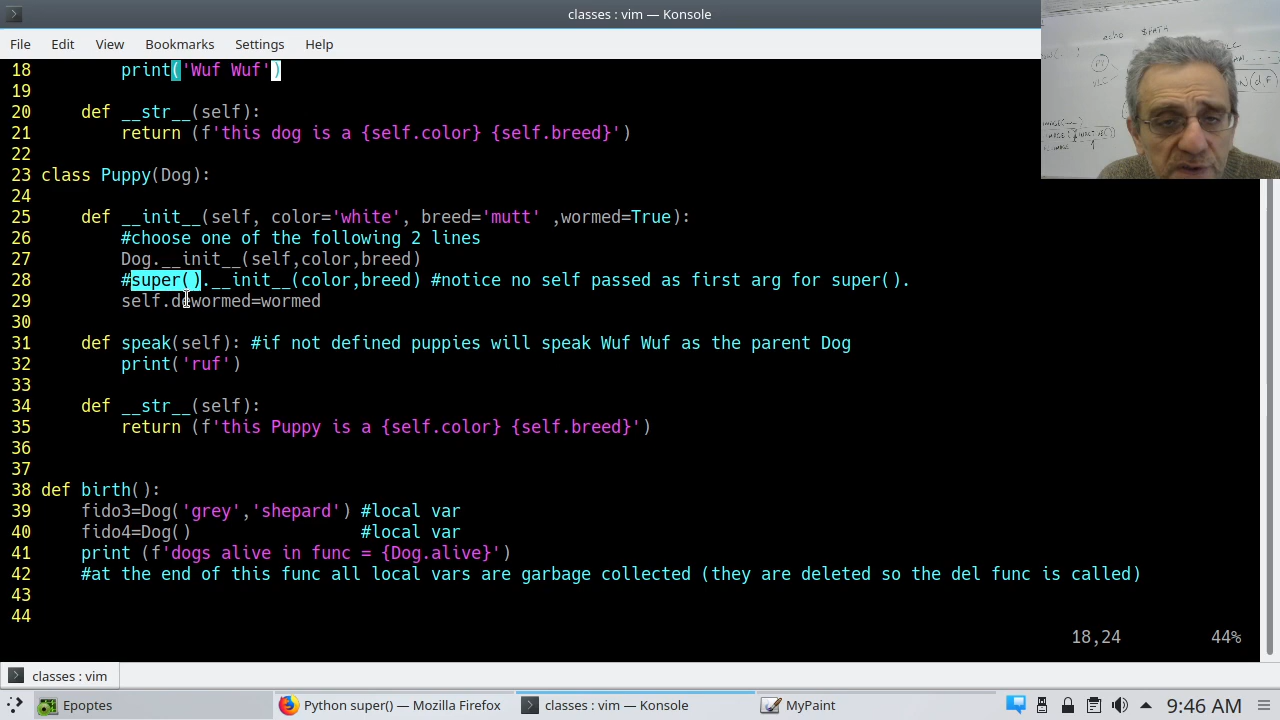 classes : vim — Konsole
File Edit View Bookmarks Settings Help
18 print('Wuf Wuf')
19
20 def __str__(self):
21 return (f'this dog is a {self.color} {self.breed}')
22
23 class Puppy(Dog):
24
25 def __init__(self, color='white', breed='mutt' ,wormed=True):
26 #choose one of the following 2 lines
27 Dog.__init__(self,color,breed)
28 #super().__init__(color,breed) #notice no self passed as first arg for super().
29 self.dewormed=wormed
30
31 def speak(self): #if not defined puppies will speak Wuf Wuf as the parent Dog
32 print('ruf')
33
34 def __str__(self):
35 return (f'this Puppy is a {self.color} {self.breed}')
36
37
38 def birth():
39 fido3=Dog('grey','shepard') #local var
40 fido4=Dog() #local var
41 print (f'dogs alive in func = {Dog.alive}')
42 #at the end of this func all local vars are garbage collected (they are deleted so the del func is called)
43
44
18,24 44%
classes : vim
Epoptes Python super() — Mozilla Firefox classes : vim — Konsole MyPaint 9:46 AM
echo $PATH